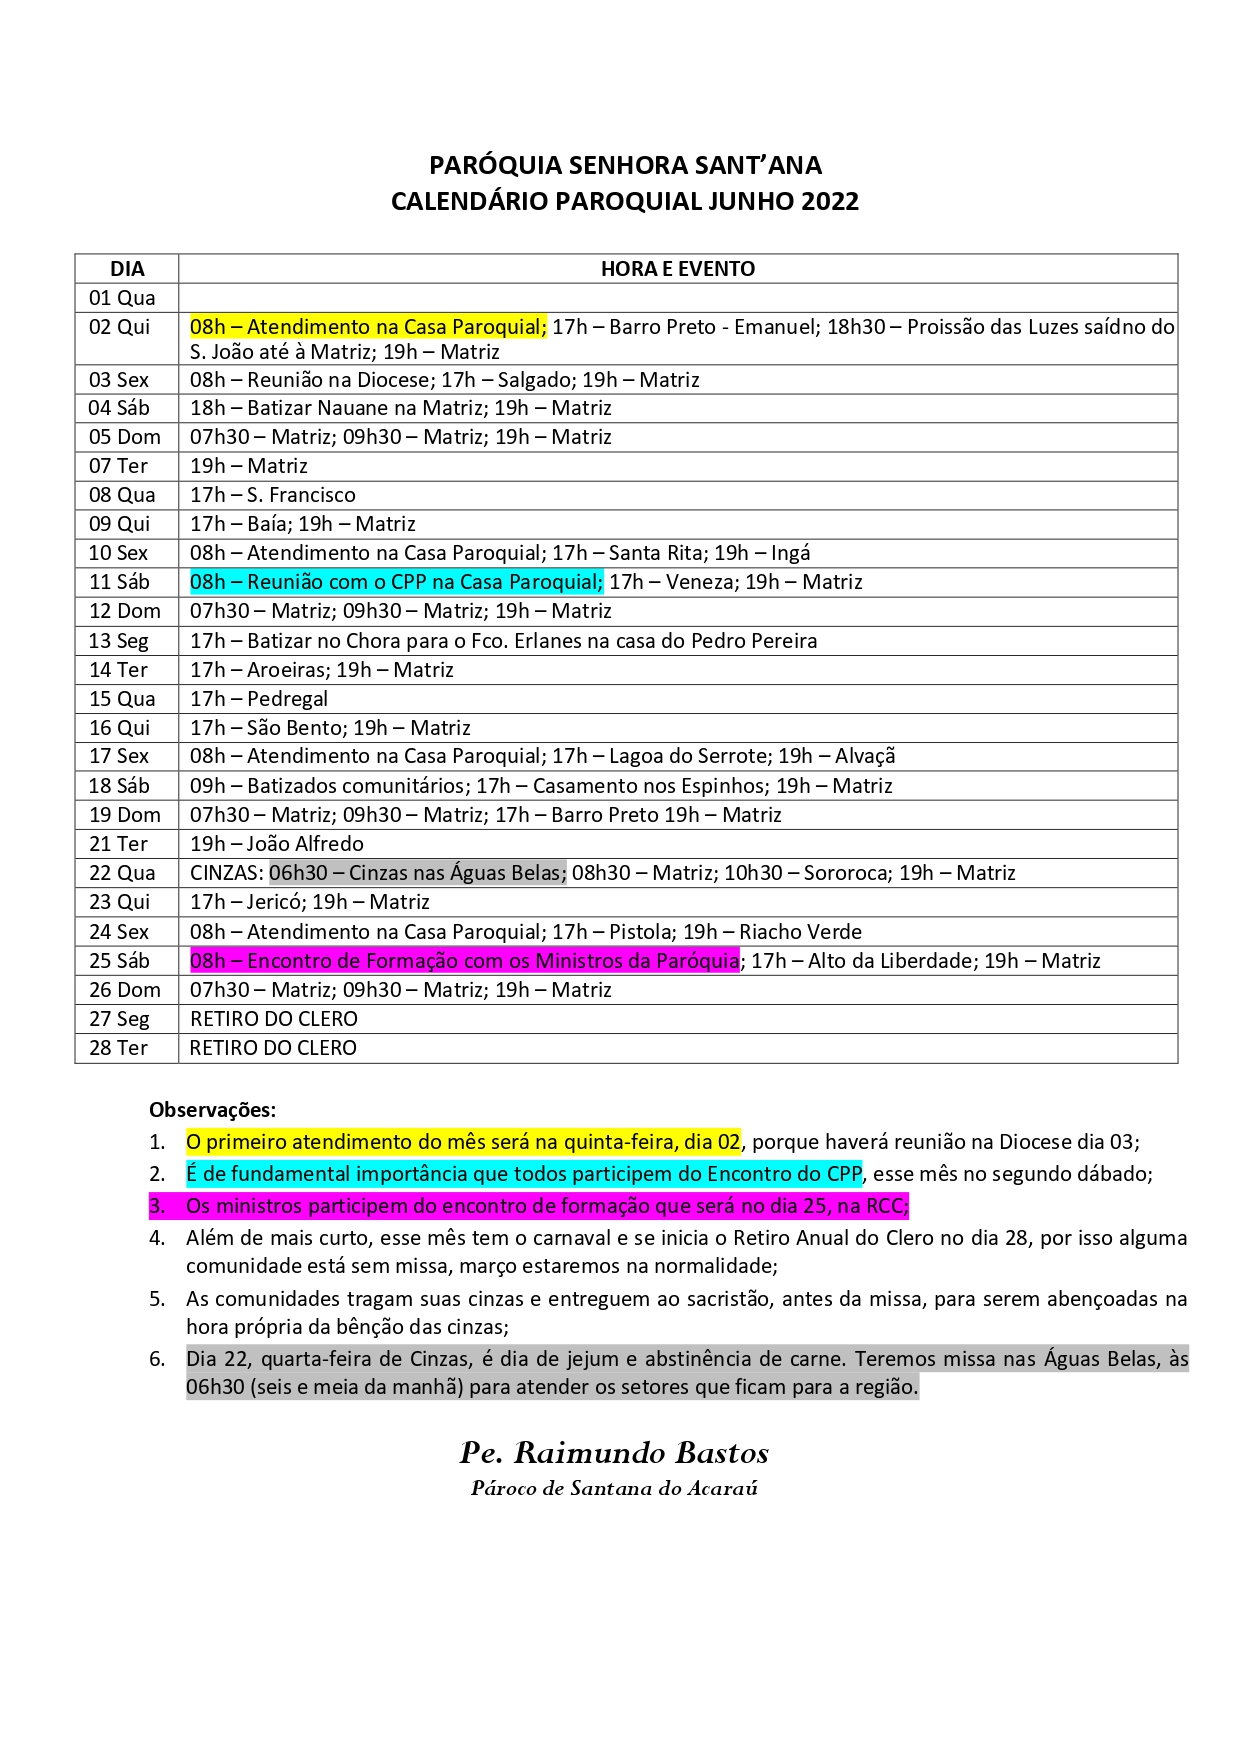 PARÓQUIA SENHORA SANT’ANA
CALENDÁRIO PAROQUIAL JUNHO 2022
DIA HORA E EVENTO
01 Qua
02 Qui 08h – Atendimento na Casa Paroquial; 17h – Barro Preto - Emanuel; 18h30 – Proissão das Luzes saídno do
S. João até à Matriz; 19h – Matriz
03 Sex 08h – Reunião na Diocese; 17h – Salgado; 19h – Matriz
04 Sáb 18h – Batizar Nauane na Matriz; 19h – Matriz
05 Dom 07h30 – Matriz; 09h30 – Matriz; 19h – Matriz
07 Ter 19h – Matriz
08 Qua 17h – S. Francisco
09 Qui 17h – Baía; 19h – Matriz
10 Sex 08h – Atendimento na Casa Paroquial; 17h – Santa Rita; 19h – Ingá
11 Sáb 08h – Reunião com o CPP na Casa Paroquial; 17h – Veneza; 19h – Matriz
12 Dom 07h30 – Matriz; 09h30 – Matriz; 19h – Matriz
13 Seg 17h – Batizar no Chora para o Fco. Erlanes na casa do Pedro Pereira
14 Ter 17h – Aroeiras; 19h – Matriz
15 Qua 17h – Pedregal
16 Qui 17h – São Bento; 19h – Matriz
17 Sex 08h – Atendimento na Casa Paroquial; 17h – Lagoa do Serrote; 19h – Alvaçã
18 Sáb 09h – Batizados comunitários; 17h – Casamento nos Espinhos; 19h – Matriz
19 Dom 07h30 – Matriz; 09h30 – Matriz; 17h – Barro Preto 19h – Matriz
21 Ter 19h – João Alfredo
22 Qua CINZAS: 06h30 – Cinzas nas Águas Belas; 08h30 – Matriz; 10h30 – Sororoca; 19h – Matriz
23 Qui 17h – Jericó; 19h – Matriz
24 Sex 08h – Atendimento na Casa Paroquial; 17h – Pistola; 19h – Riacho Verde
25 Sáb 08h – Encontro de Formação com os Ministros da Paróquia; 17h – Alto da Liberdade; 19h – Matriz
26 Dom 07h30 – Matriz; 09h30 – Matriz; 19h – Matriz
27 Seg RETIRO DO CLERO
28 Ter RETIRO DO CLERO
Observações:
1. O primeiro atendimento do mês será na quinta-feira, dia 02, porque haverá reunião na Diocese dia 03;
2. É de fundamental importância que todos participem do Encontro do CPP, esse mês no segundo dábado;
3. Os ministros participem do encontro de formação que será no dia 25, na RCC;
4. Além de mais curto, esse mês tem o carnaval e se inicia o Retiro Anual do Clero no dia 28, por isso alguma
comunidade está sem missa, março estaremos na normalidade;
5. As comunidades tragam suas cinzas e entreguem ao sacristão, antes da missa, para serem abençoadas na
hora própria da bênção das cinzas;
6. Dia 22, quarta-feira de Cinzas, é dia de jejum e abstinência de carne. Teremos missa nas Águas Belas, às
06h30 (seis e meia da manhã) para atender os setores que ficam para a região.
Pe. Raimundo Bastos
Pároco de Santana do Acaraú